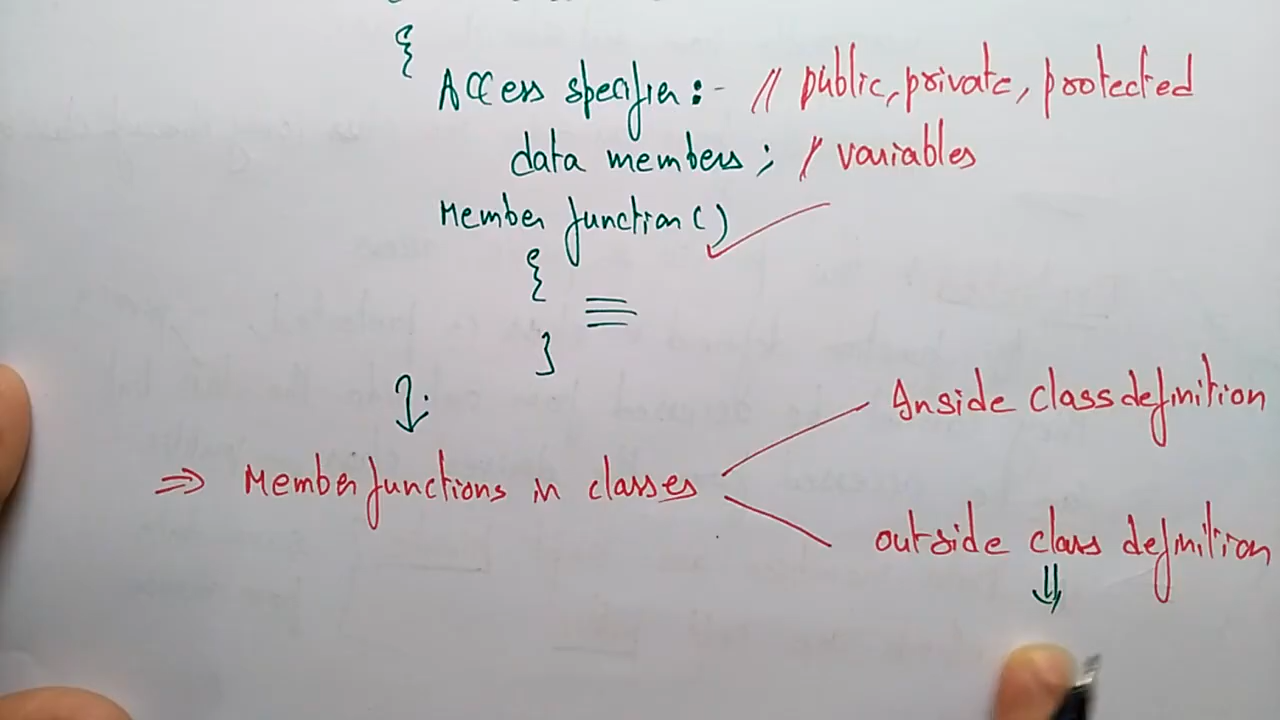 {
Access specifier :- // public, private, protected
data members ; // variables
Member function ( )
{
}
⇒ Member functions in classes
Inside class definition
outside class definition